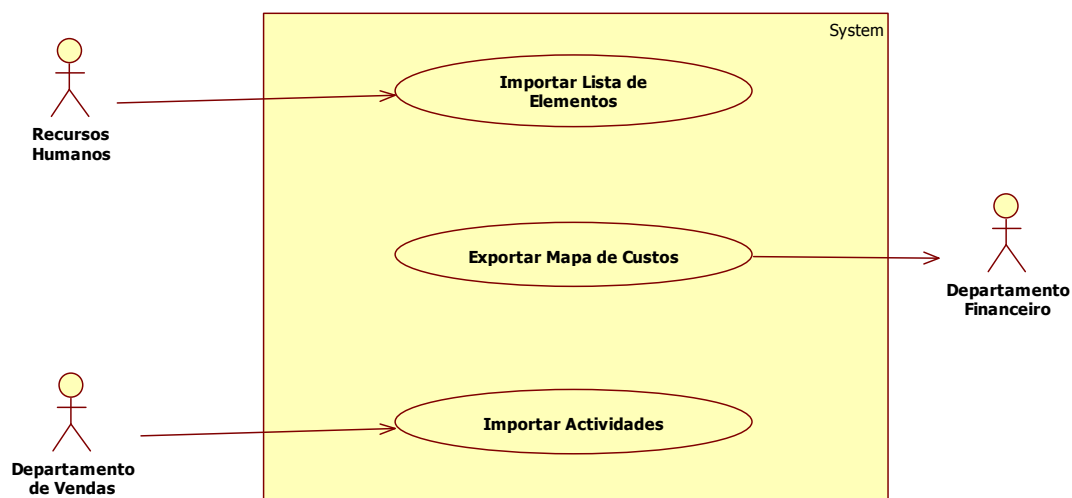 System
Importar Lista de
Elementos
Recursos
Humanos
Exportar Mapa de Custos
Departamento
Financeiro
Importar Actividades
Departamento
de Vendas